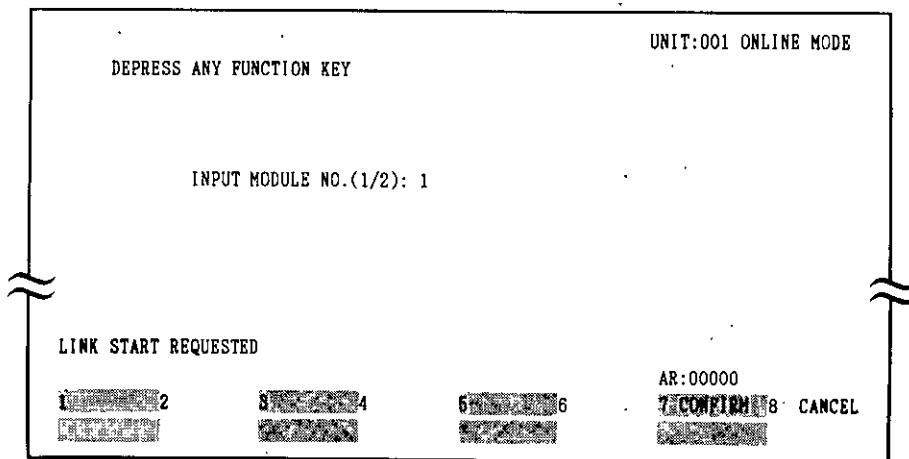 UNIT:001 ONLINE MODE
DEPRESS ANY FUNCTION KEY
INPUT MODULE NO.(1/2): 1
LINK START REQUESTED
AR:00000
1 2 3 4 5 6 7 CONFIRM 8 CANCEL